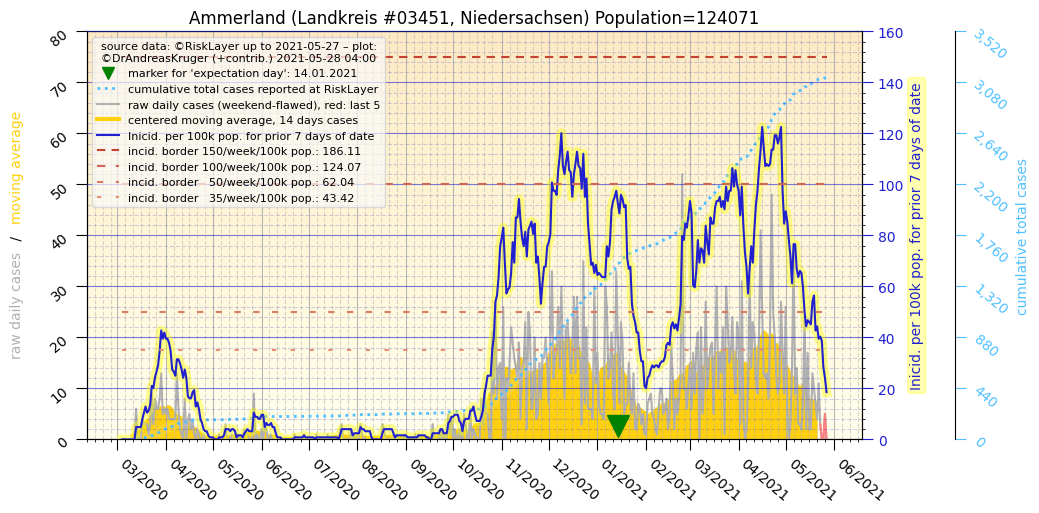 Ammerland (Landkreis #03451, Niedersachsen) Population=124071
source data: ©RiskLayer up to 2021-05-27 – plot:
©DrAndreasKruger (+contrib.) 2021-05-28 04:00
marker for 'expectation day': 14.01.2021
cumulative total cases reported at RiskLayer
raw daily cases (weekend-flawed), red: last 5
centered moving average, 14 days cases
Inicid. per 100k pop. for prior 7 days of date
incid. border 150/week/100k pop.: 186.11
incid. border 100/week/100k pop.: 124.07
incid. border   50/week/100k pop.: 62.04
incid. border   35/week/100k pop.: 43.42
raw daily cases / moving average
80
70
60
50
40
30
20
10
0
160
140
120
100
80
60
40
20
0
Inicid. per 100k pop. for prior 7 days of date
3,520
3,080
2,640
2,200
1,760
1,320
880
440
0
cumulative total cases
03/2020
04/2020
05/2020
06/2020
07/2020
08/2020
09/2020
10/2020
11/2020
12/2020
01/2021
02/2021
03/2021
04/2021
05/2021
06/2021